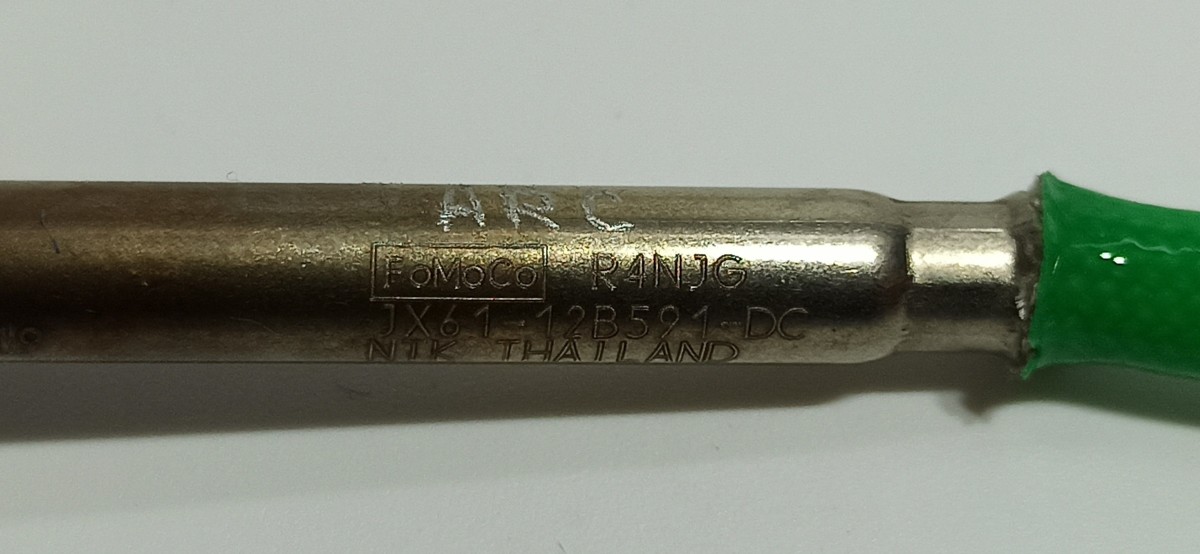 ARC
FoMoCo R4NJG
JX61-12B591-DC
NTK THAILAND